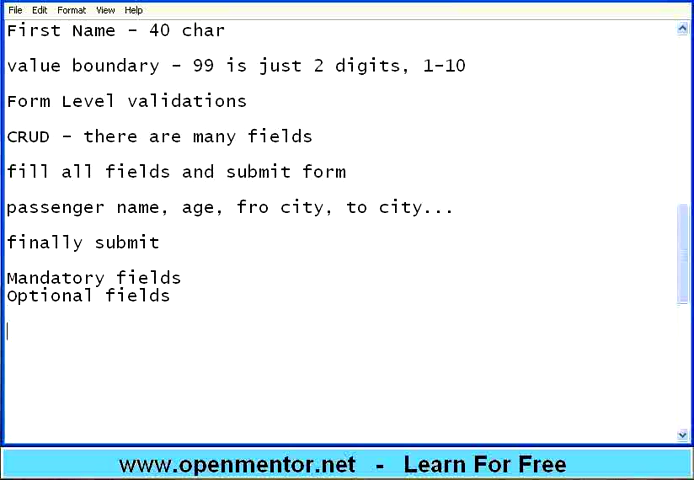 File Edit Format View Help
First Name - 40 char
value boundary - 99 is just 2 digits, 1-10
Form Level validations
CRUD - there are many fields
fill all fields and submit form
passenger name, age, fro city, to city...
finally submit
Mandatory fields
Optional fields
www.openmentor.net - Learn For Free